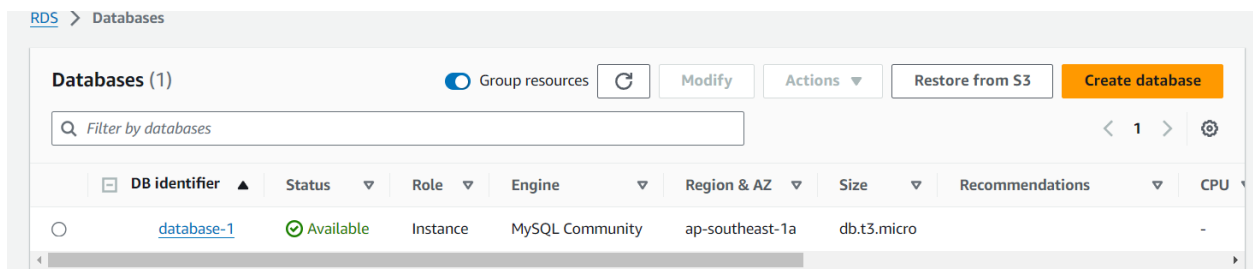 RDS > Databases
Databases (1) Group resources Modify Actions Restore from S3 Create database
Filter by databases 1
DB identifier Status Role Engine Region & AZ Size Recommendations CPU
database-1 Available Instance MySQL Community ap-southeast-1a db.t3.micro -